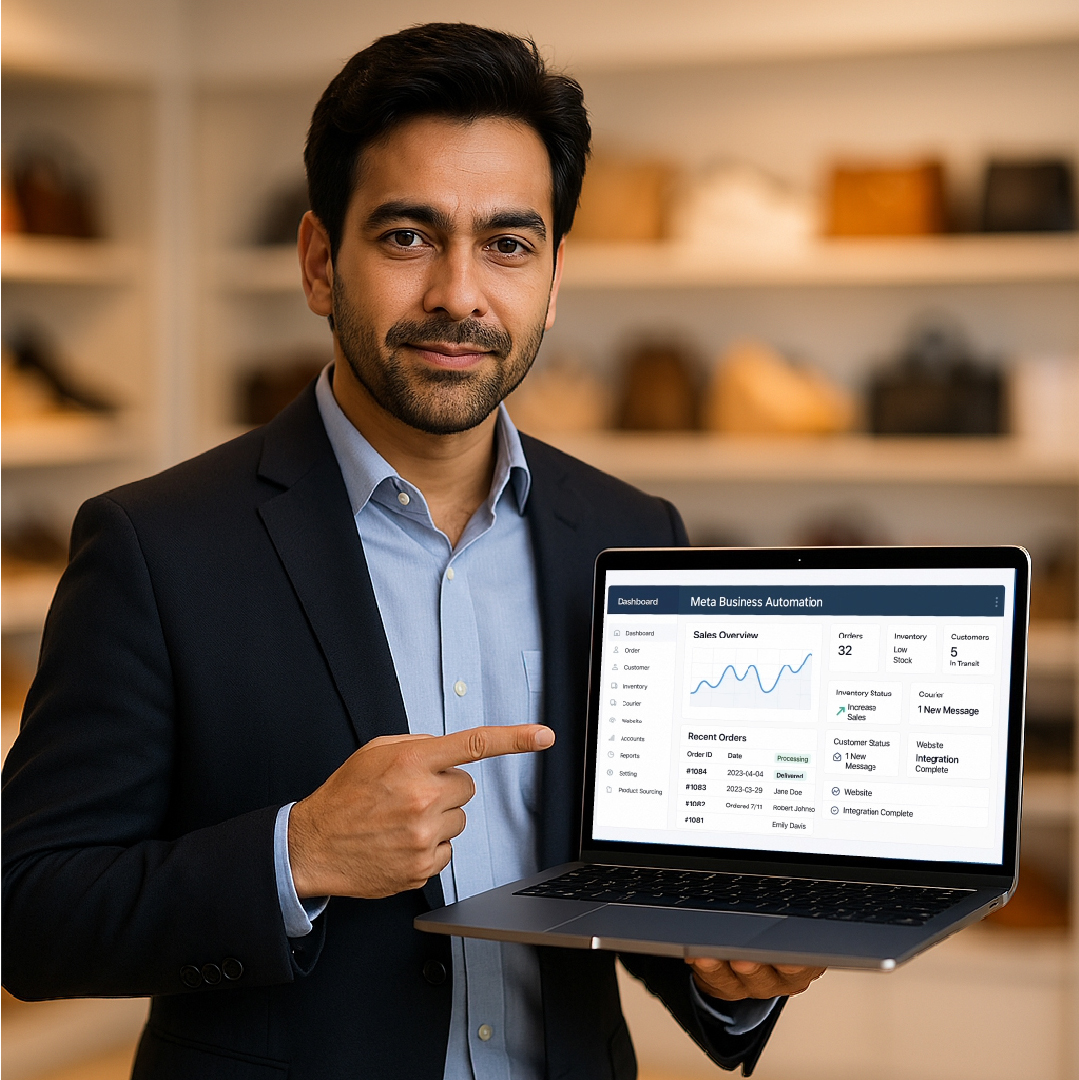 Dashboard
Meta Business Automation
Dashboard
Order
Customer
Inventory
Courier
Website
Accounts
Reports
Setting
Product Sourcing
Sales Overview
Orders
32
Inventory
Low
Stock
Customers
5
In Transit
Inventory Status
Increase
Sales
Courier
1 New Message
Customer Status
1 New
Message
Website
Integration
Complete
Website
Integration Complete
Recent Orders
Order ID Date Processing
#1084 2023-04-04 Delivered
#1083 2023-C3-29 Jane Doe
#1082 Ordered 7/11 Robert Johnso
#1081 Emily Davis